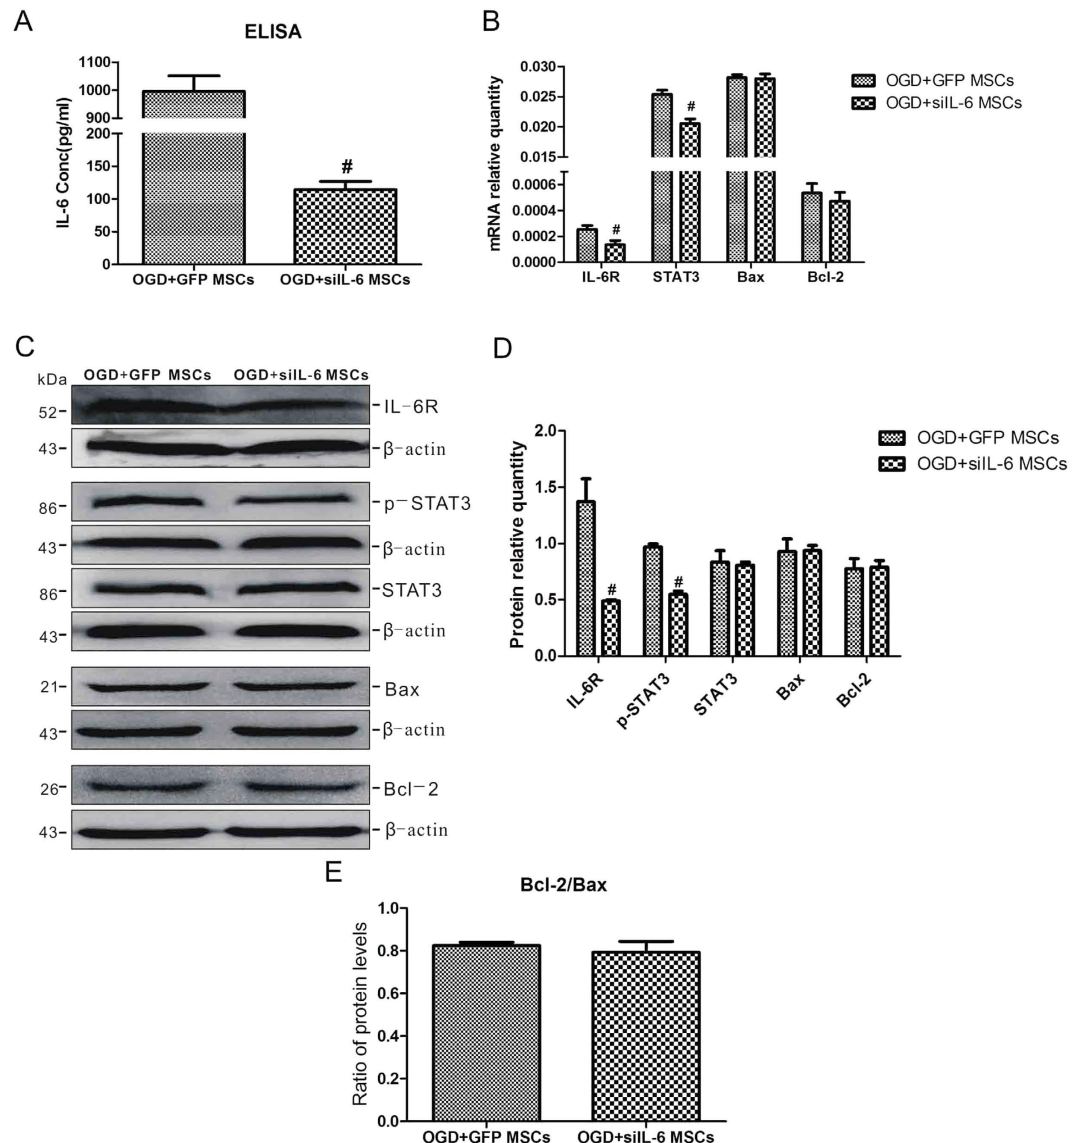 A
ELISA
IL-6 Conc(pg/ml)
1100
1000
900
200
150
100
50
0
OGD+GFP MSCs
OGD+siIL-6 MSCs
#
B
mRNA relative quantity
0.030
0.025
0.020
0.015
0.0006
0.0004
0.0002
0.0000
#
#
IL-6R
STAT3
Bax
Bcl-2
OGD+GFP MSCs
OGD+siIL-6 MSCs
C
kDa
OGD+GFP MSCs
OGD+siIL-6 MSCs
52
IL-6R
43
β-actin
86
p-STAT3
43
β-actin
86
STAT3
43
β-actin
21
Bax
43
β-actin
26
Bcl-2
43
β-actin
D
Protein relative quantity
2.0
1.5
1.0
0.5
0.0
#
#
IL-6R
p-STAT3
STAT3
Bax
Bcl-2
OGD+GFP MSCs
OGD+siIL-6 MSCs
E
Bcl-2/Bax
Ratio of protein levels
1.0
0.8
0.6
0.4
0.2
0.0
OGD+GFP MSCs
OGD+siIL-6 MSCs